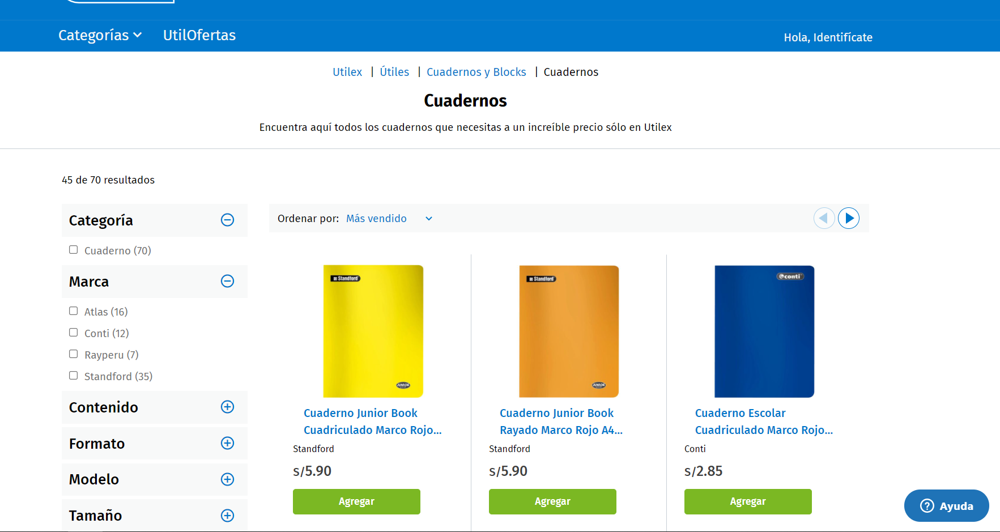 Categorías UtilOfertas Hola, Identifícate
Utilex | Útiles | Cuadernos y Blocks | Cuadernos
Cuadernos
Encuentra aquí todos los cuadernos que necesitas a un increíble precio sólo en Utilex
45 de 70 resultados
Categoría
Cuaderno (70)
Marca
Atlas (16)
Conti (12)
Rayperu (7)
Standford (35)
Contenido
Formato
Modelo
Tamaño
Ordenar por: Más vendido
Standford
JUNIOR
Cuaderno Junior Book
Cuadriculado Marco Rojo...
Standford
S/5.90
Agregar
Standford
JUNIOR
Cuaderno Junior Book
Rayado Marco Rojo A4...
Standford
S/5.90
Agregar
conti
Cuaderno Escolar
Cuadriculado Marco Rojo...
Conti
S/2.85
Agregar
Ayuda